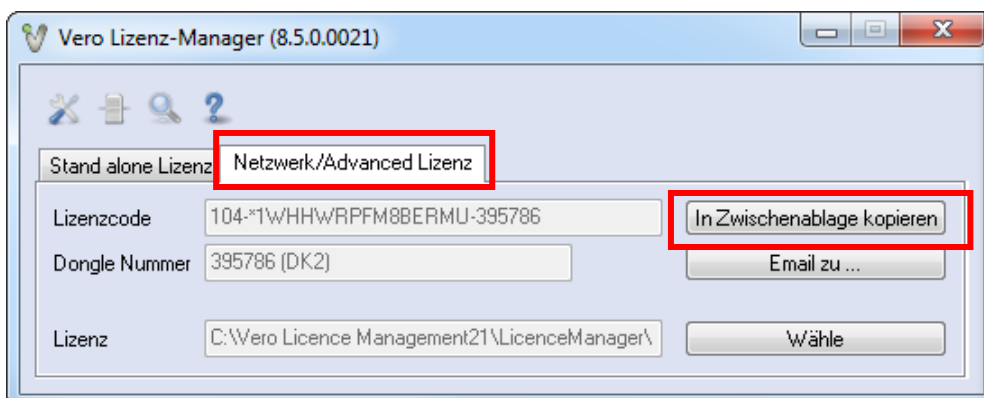 Vero Lizenz-Manager (8.5.0.0021)
Stand alone Lizenz
Netzwerk/Advanced Lizenz
Lizenzcode 104-*1WHHWRPFM8BERMU-395786 In Zwischenablage kopieren
Dongle Nummer 395786 (DK2) Email zu ...
Lizenz C:\Vero Licence Management21\LicenceManager\ Wähle